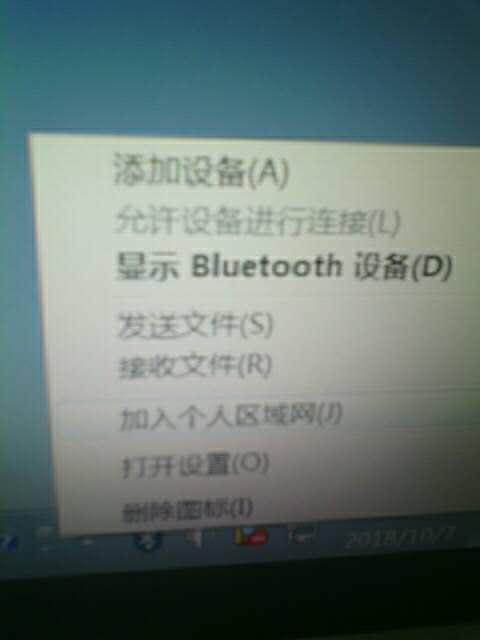 添加设备(A)
允许设备进行连接(L)
显示 Bluetooth 设备(D)
发送文件(S)
接收文件(R)
加入个人区域网(J)
打开设置(O)
删除图标(I)
2018/10/7